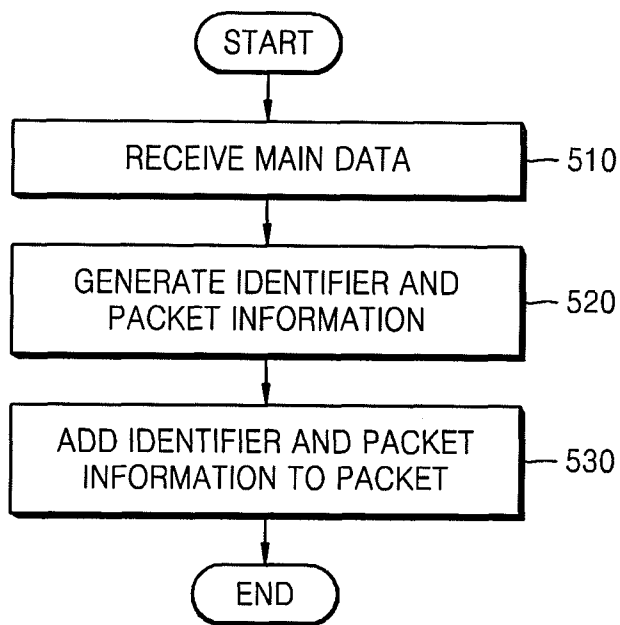 START
RECEIVE MAIN DATA
510
GENERATE IDENTIFIER AND
PACKET INFORMATION
520
ADD IDENTIFIER AND PACKET
INFORMATION TO PACKET
530
END